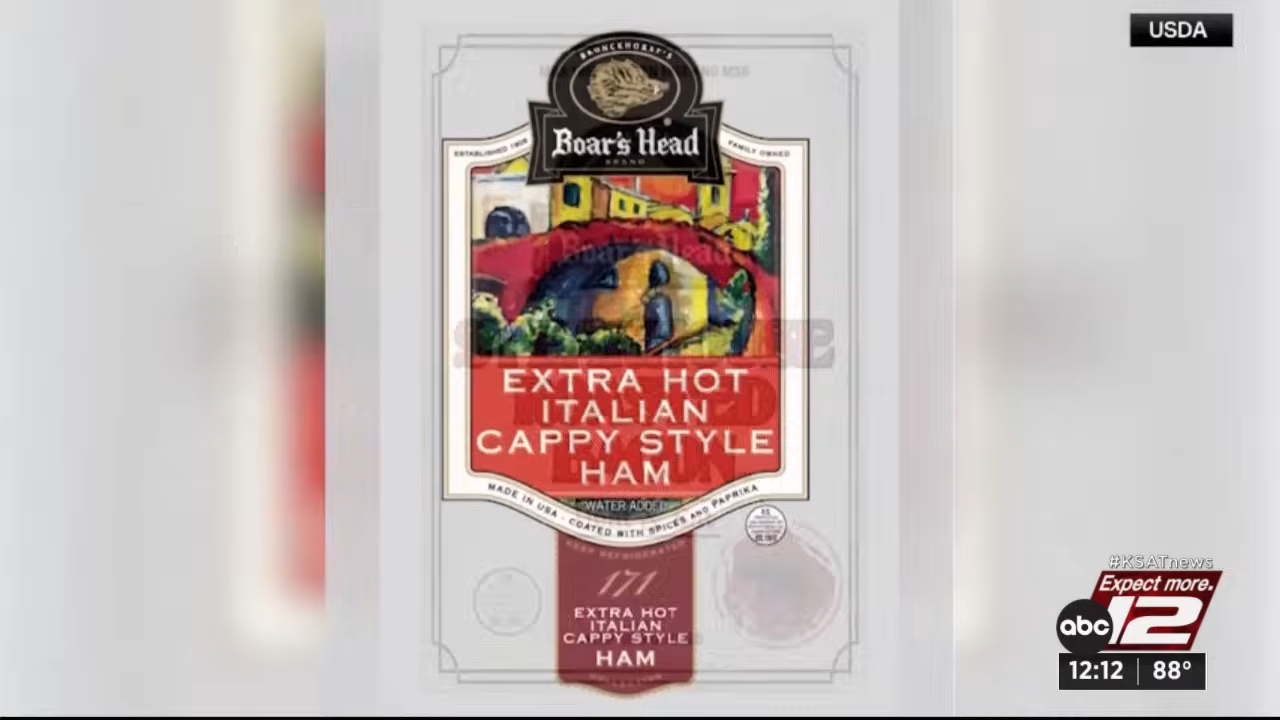 USDA
BRUNCKHORST'S
Boar's Head
BRAND
ESTABLISHED 1905
FAMILY OWNED
Boar's Head
EXTRA HOT
ITALIAN
CAPPY STYLE
HAM
WATER ADDED
MADE IN USA · COATED WITH SPICES AND PAPRIKA
KEEP REFRIGERATED
171
EXTRA HOT
ITALIAN
CAPPY STYLE
HAM
COLLECTION
#KSATnews
Expect more.
abc
12
12:12 88°